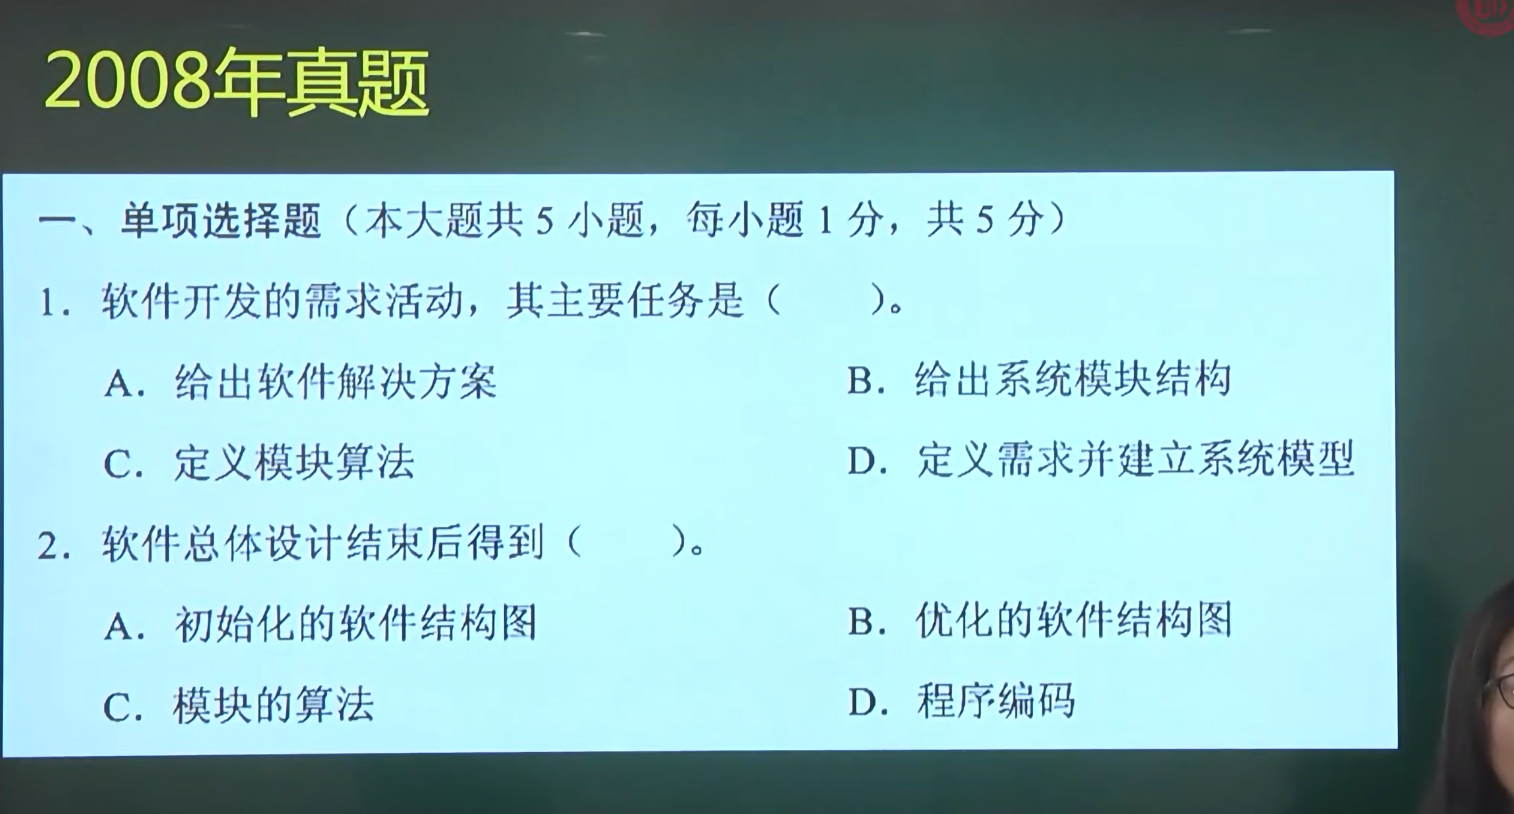 2008年真题
一、单项选择题（本大题共 5 小题，每小题 1 分，共 5 分）
1. 软件开发的需求活动，其主要任务是（　　）。
A. 给出软件解决方案
B. 给出系统模块结构
C. 定义模块算法
D. 定义需求并建立系统模型
2. 软件总体设计结束后得到（　　）。
A. 初始化的软件结构图
B. 优化的软件结构图
C. 模块的算法
D. 程序编码